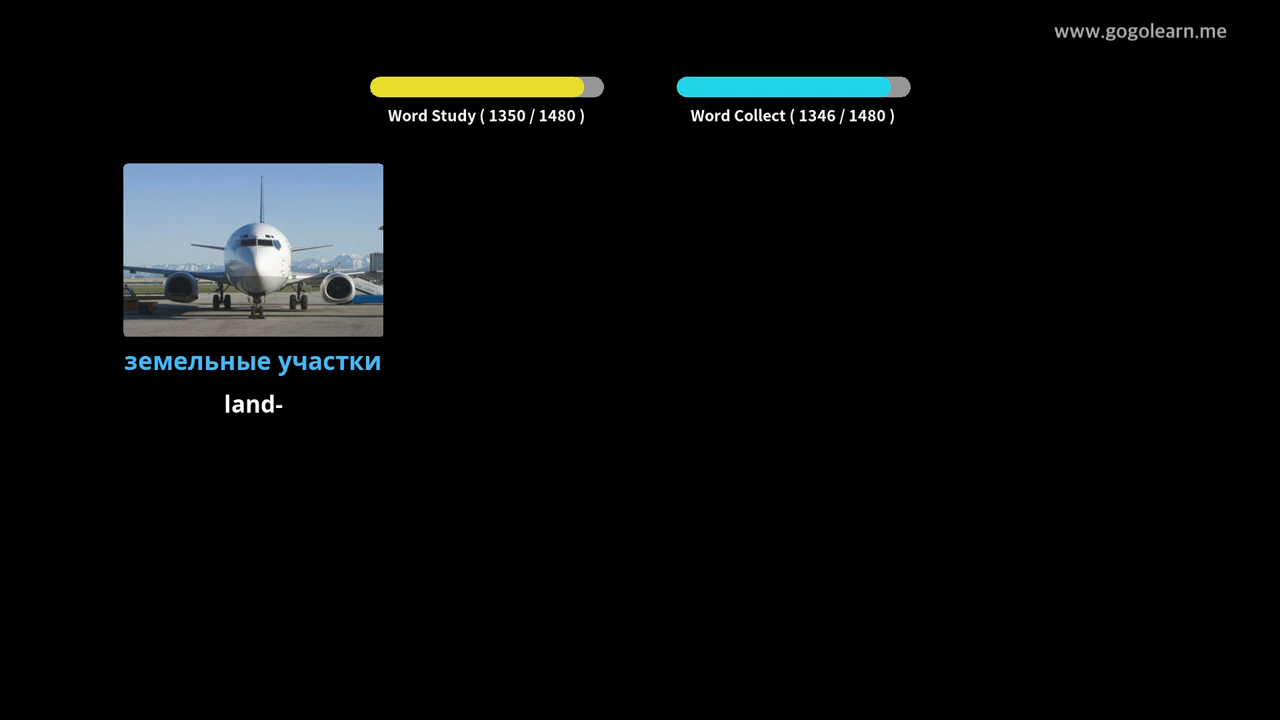 www.gogolearn.me
Word Study ( 1350 / 1480 )
Word Collect ( 1346 / 1480 )
земельные участки
land-